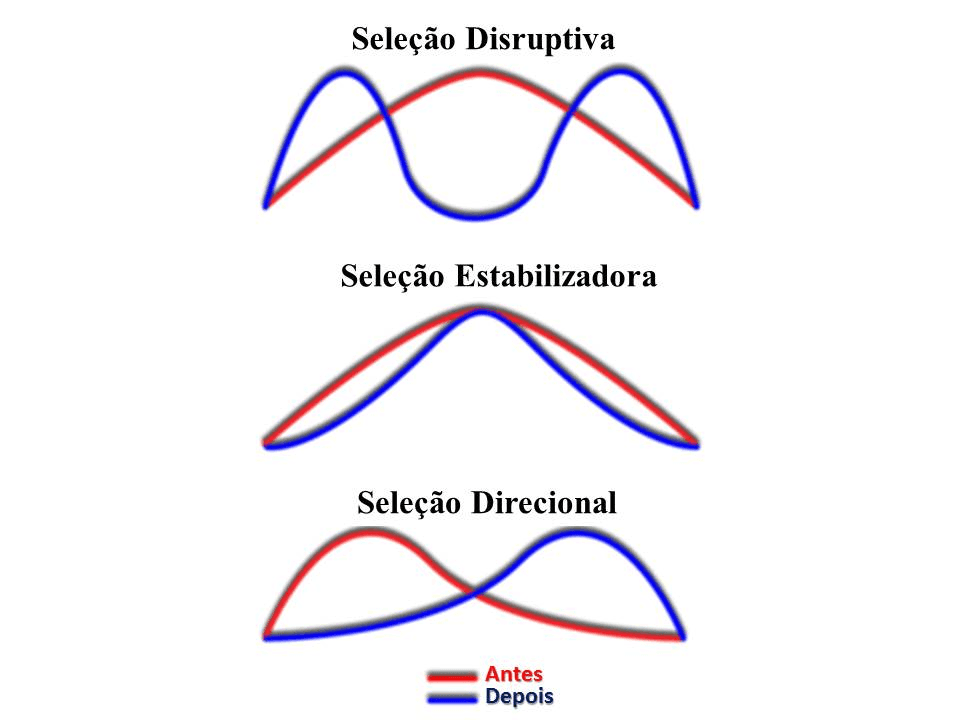 Seleção Disruptiva
Seleção Estabilizadora
Seleção Direcional
Antes
Depois